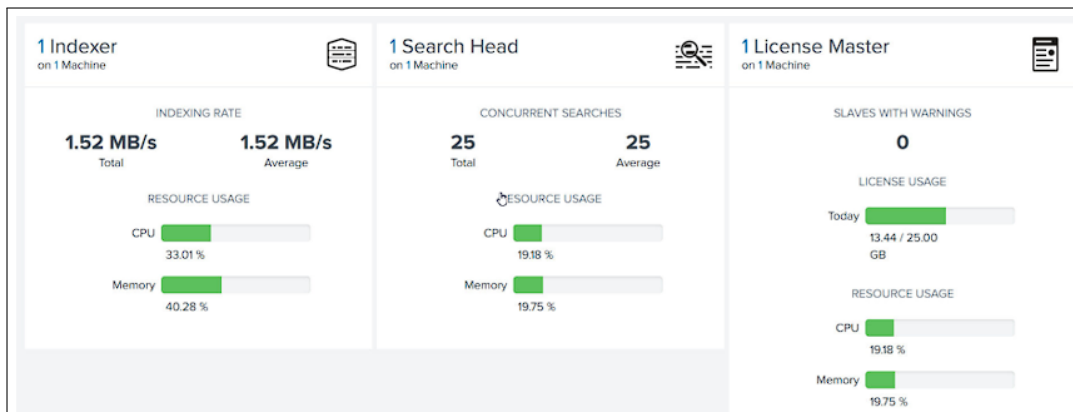 1 Indexer
on 1 Machine
INDEXING RATE
1.52 MB/s 1.52 MB/s
Total Average
RESOURCE USAGE
CPU
33.01 %
Memory
40.28 %
1 Search Head
on 1 Machine
CONCURRENT SEARCHES
25 25
Total Average
RESOURCE USAGE
CPU
19.18 %
Memory
19.75 %
1 License Master
on 1 Machine
SLAVES WITH WARNINGS
0
LICENSE USAGE
Today
13.44 / 25.00
GB
RESOURCE USAGE
CPU
19.18 %
Memory
19.75 %